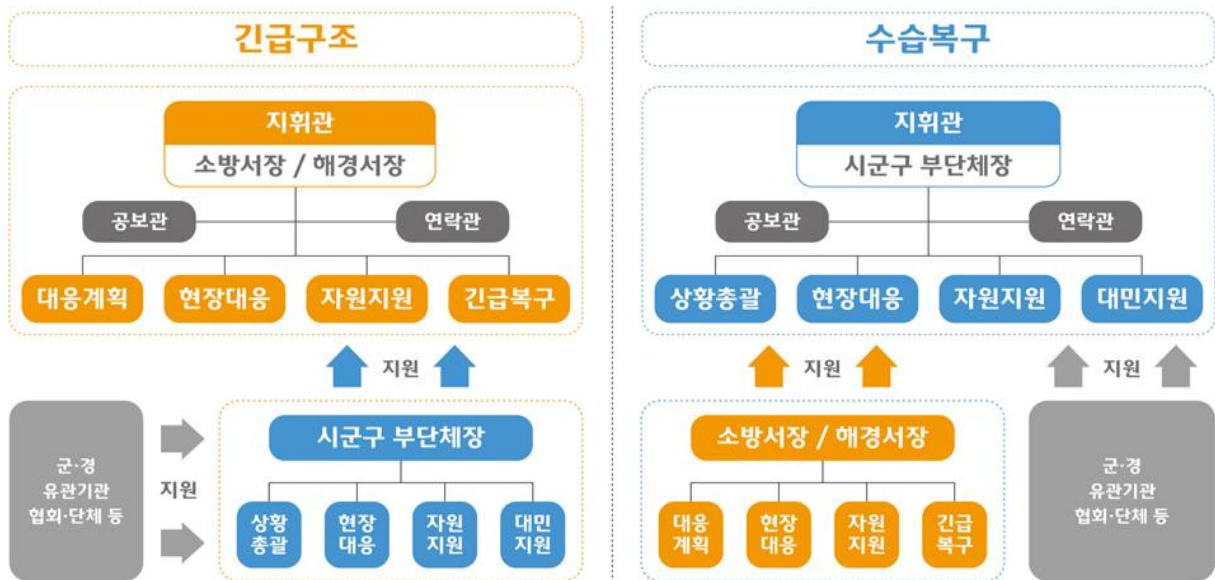 긴급구조
지휘관
소방서장 / 해경서장
공보관
연락관
대응계획
현장대응
자원지원
긴급복구
지원
군·경
유관기관
협회·단체 등
지원
시군구 부단체장
상황
총괄
현장
대응
자원
지원
대민
지원
수습복구
지휘관
시군구 부단체장
공보관
연락관
상황총괄
현장대응
자원지원
대민지원
지원
지원
소방서장 / 해경서장
대응
계획
현장
대응
자원
지원
긴급
복구
군·경
유관기관
협회·단체 등